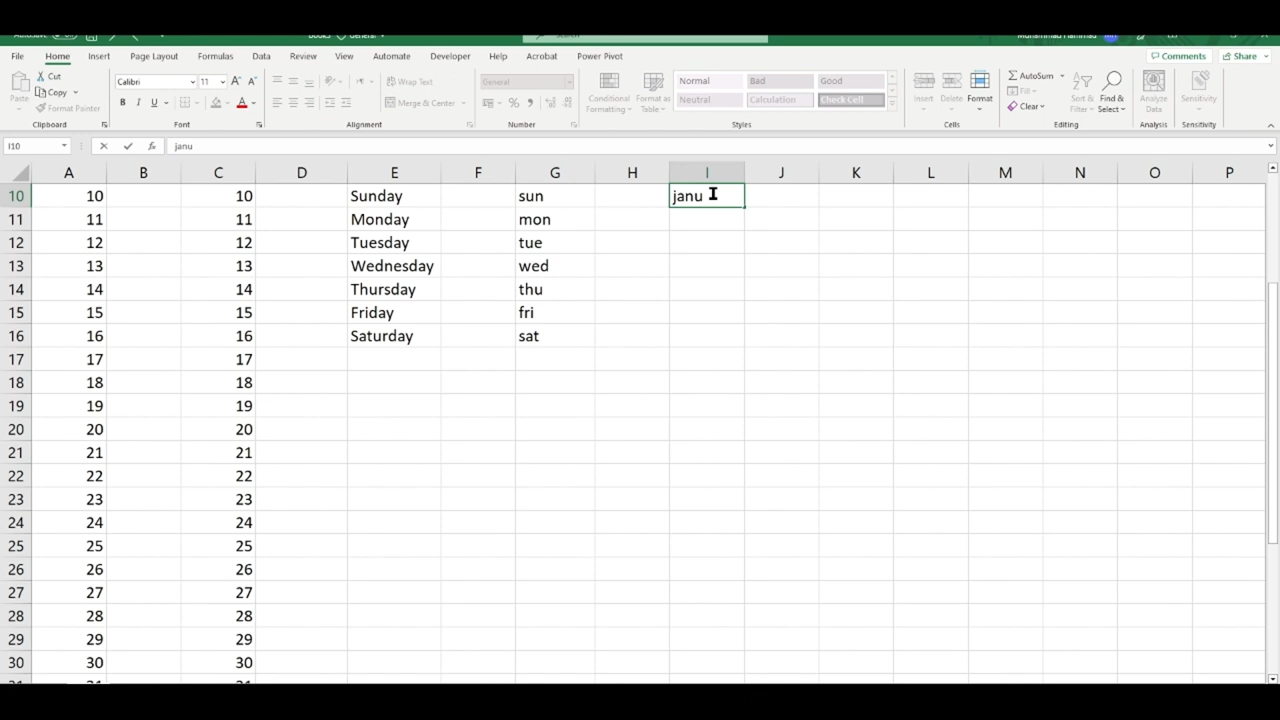 File Home Insert Page Layout Formulas Data Review View Automate Developer Help Acrobat Power Pivot Comments Share
Cut
Copy
Format Painter
Paste
Clipboard
Calibri 11
B I U
Font
Wrap Text
Merge & Center
Alignment
General
Number
Conditional Formatting
Format as Table
Normal Bad Good
Neutral Calculation Check Cell
Styles
Insert Delete Format
Cells
AutoSum
Fill
Clear
Sort & Filter
Find & Select
Editing
Analyze Data
Analysis
Sensitivity
Sensitivity
I10 fx janu
A B C D E F G H I J K L M N O P
10 10 10 Sunday sun janu
11 11 11 Monday mon
12 12 12 Tuesday tue
13 13 13 Wednesday wed
14 14 14 Thursday thu
15 15 15 Friday fri
16 16 16 Saturday sat
17 17 17
18 18 18
19 19 19
20 20 20
21 21 21
22 22 22
23 23 23
24 24 24
25 25 25
26 26 26
27 27 27
28 28 28
29 29 29
30 30 30